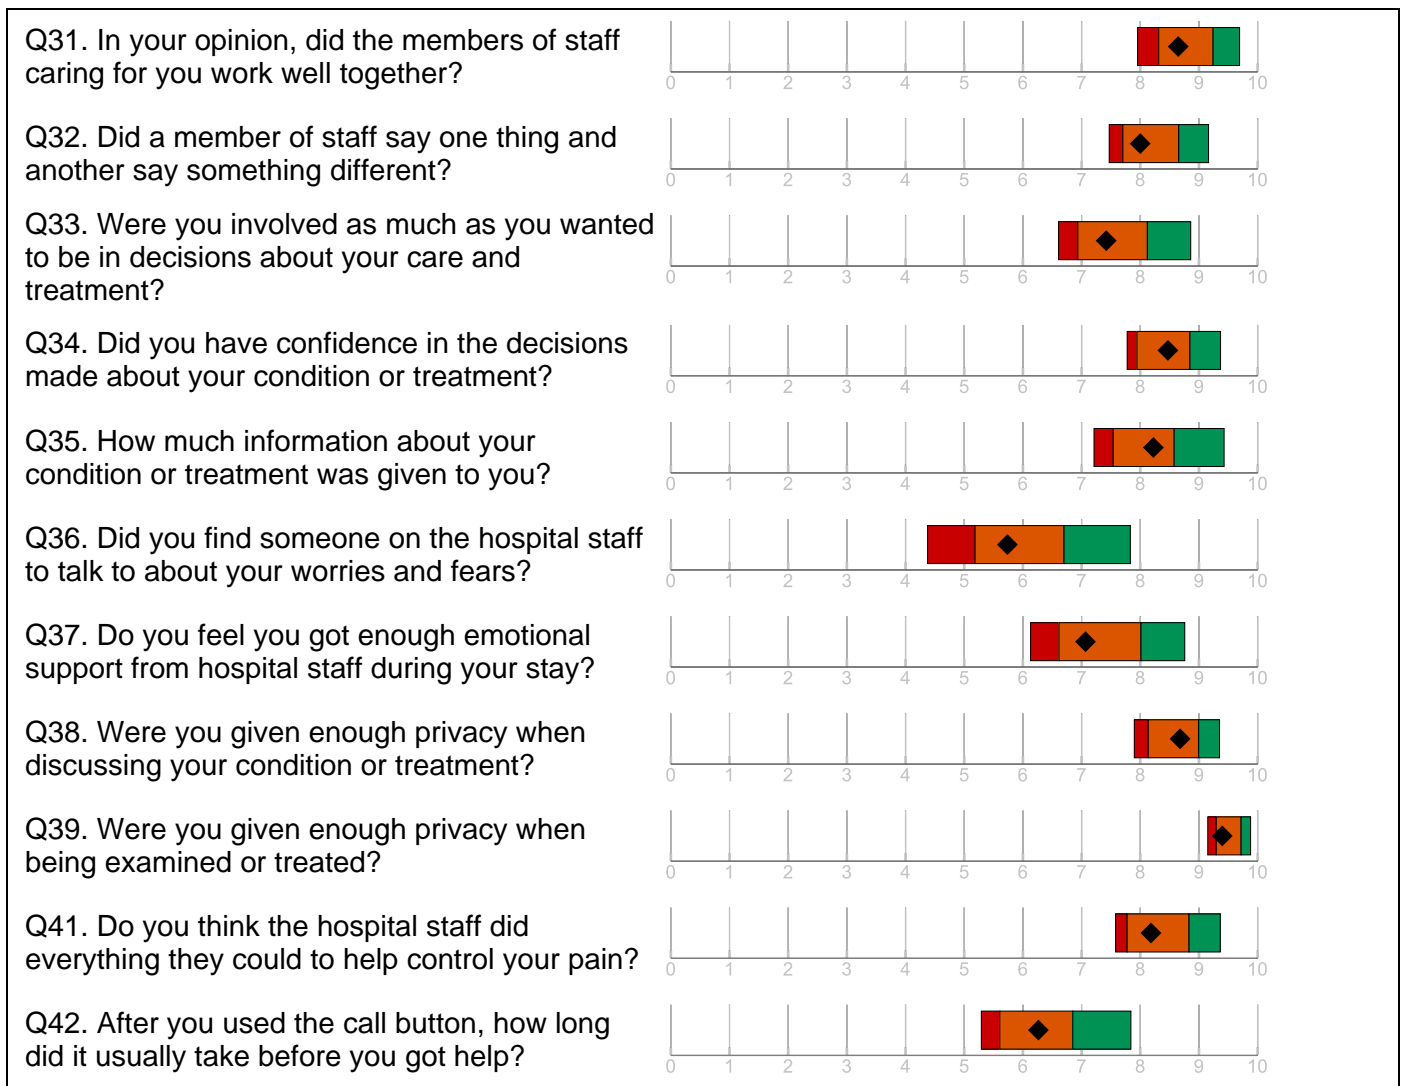 Q31. In your opinion, did the members of staff
caring for you work well together?
0 1 2 3 4 5 6 7 8 9 10
Q32. Did a member of staff say one thing and
another say something different?
0 1 2 3 4 5 6 7 8 9 10
Q33. Were you involved as much as you wanted
to be in decisions about your care and
treatment?
0 1 2 3 4 5 6 7 8 9 10
Q34. Did you have confidence in the decisions
made about your condition or treatment?
0 1 2 3 4 5 6 7 8 9 10
Q35. How much information about your
condition or treatment was given to you?
0 1 2 3 4 5 6 7 8 9 10
Q36. Did you find someone on the hospital staff
to talk to about your worries and fears?
0 1 2 3 4 5 6 7 8 9 10
Q37. Do you feel you got enough emotional
support from hospital staff during your stay?
0 1 2 3 4 5 6 7 8 9 10
Q38. Were you given enough privacy when
discussing your condition or treatment?
0 1 2 3 4 5 6 7 8 9 10
Q39. Were you given enough privacy when
being examined or treated?
0 1 2 3 4 5 6 7 8 9 10
Q41. Do you think the hospital staff did
everything they could to help control your pain?
0 1 2 3 4 5 6 7 8 9 10
Q42. After you used the call button, how long
did it usually take before you got help?
0 1 2 3 4 5 6 7 8 9 10